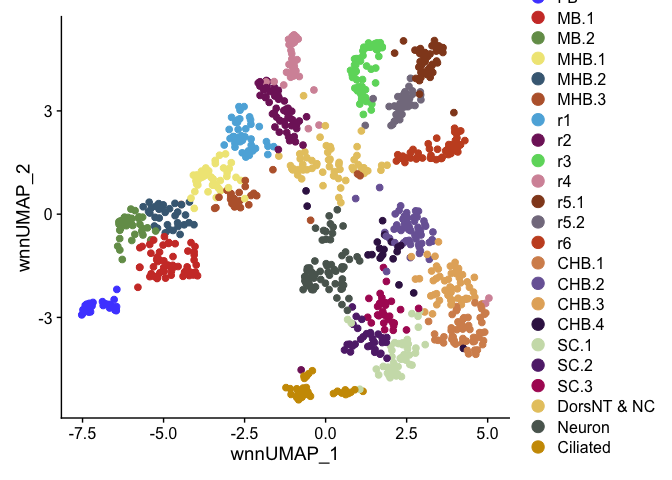 MB.1
MB.2
MHB.1
MHB.2
MHB.3
r1
r2
r3
r4
r5.1
r5.2
r6
CHB.1
CHB.2
CHB.3
CHB.4
SC.1
SC.2
SC.3
DorsNT & NC
Neuron
Ciliated
3
0
-3
wnnUMAP_2
-7.5 -5.0 -2.5 0.0 2.5 5.0
wnnUMAP_1